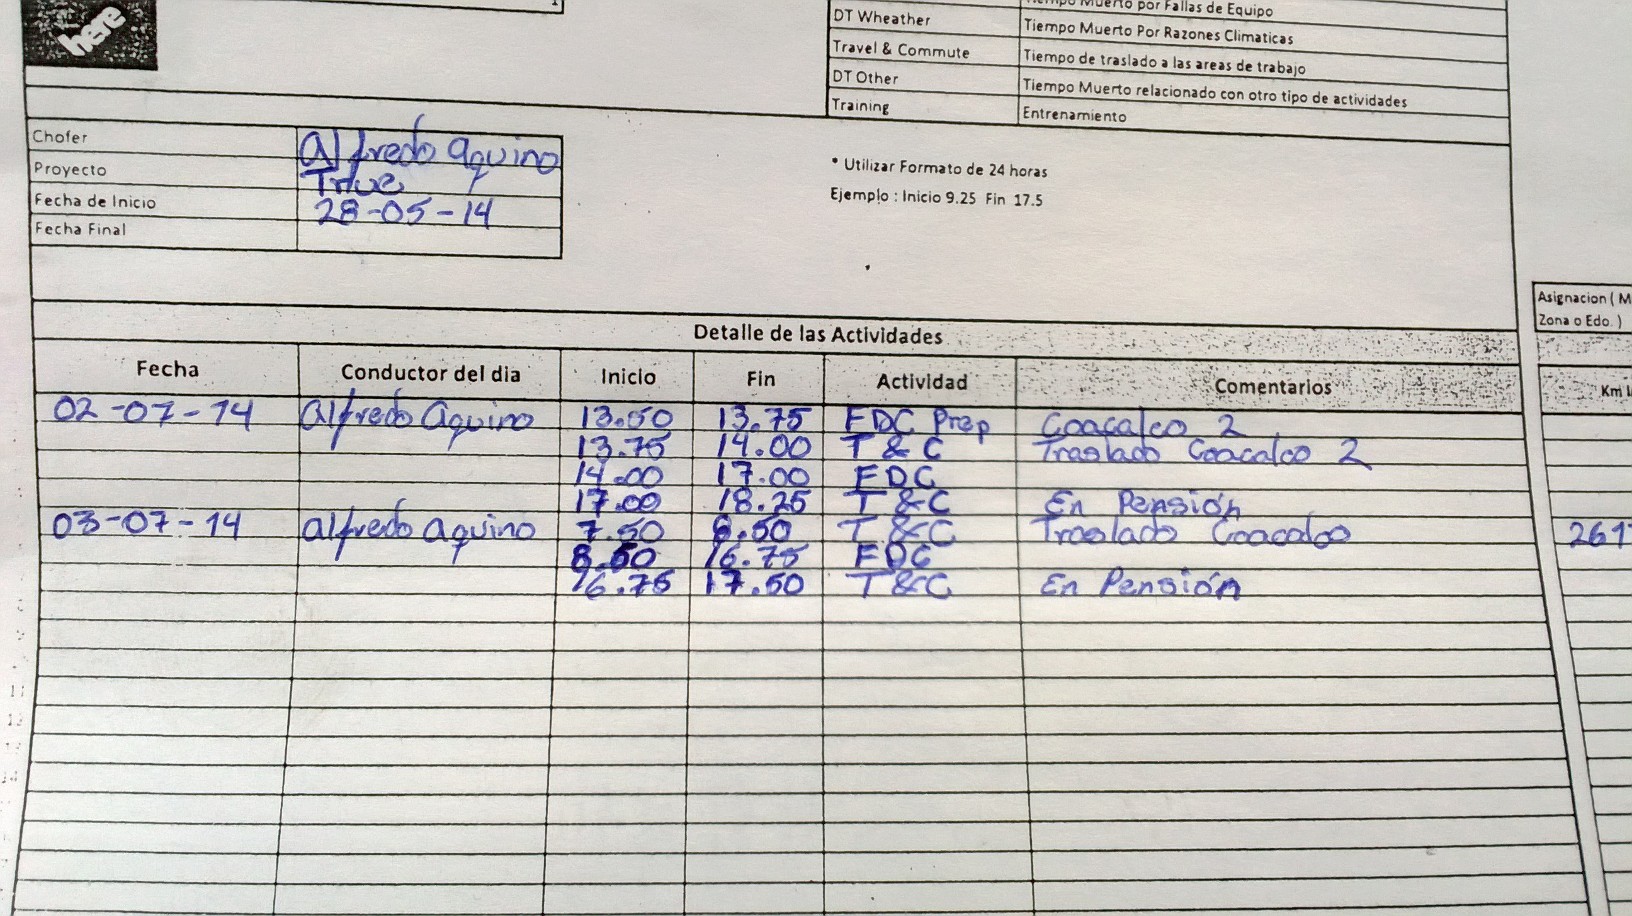 here
Tiempo Muerto por Fallas de Equipo
DT Wheather Tiempo Muerto Por Razones Climaticas
Travel & Commute Tiempo de traslado a las areas de trabajo
DT Other Tiempo Muerto relacionado con otro tipo de actividades
Training Entrenamiento
Chofer Alfredo Aquino
Proyecto True
Fecha de Inicio 28-05-14
Fecha Final
* Utilizar Formato de 24 horas
Ejemplo : Inicio 9.25 Fin 17.5
Asignacion ( M
Zona o Edo. )
Detalle de las Actividades
Fecha Conductor del dia Inicio Fin Actividad Comentarios Km
02-07-14 Alfredo Aquino 13.50 13.75 FDC Prep Coacalco 2
13.75 14.00 T & C Traslado Coacalco 2
14.00 17.00 FDC
17.00 18.25 T & C En Pensión
03-07-14 alfredo aquino 7.50 8.50 T & C Traslado Coacalco 261
8.50 16.75 FDC
16.75 17.50 T & C En Pensión
11
13
14